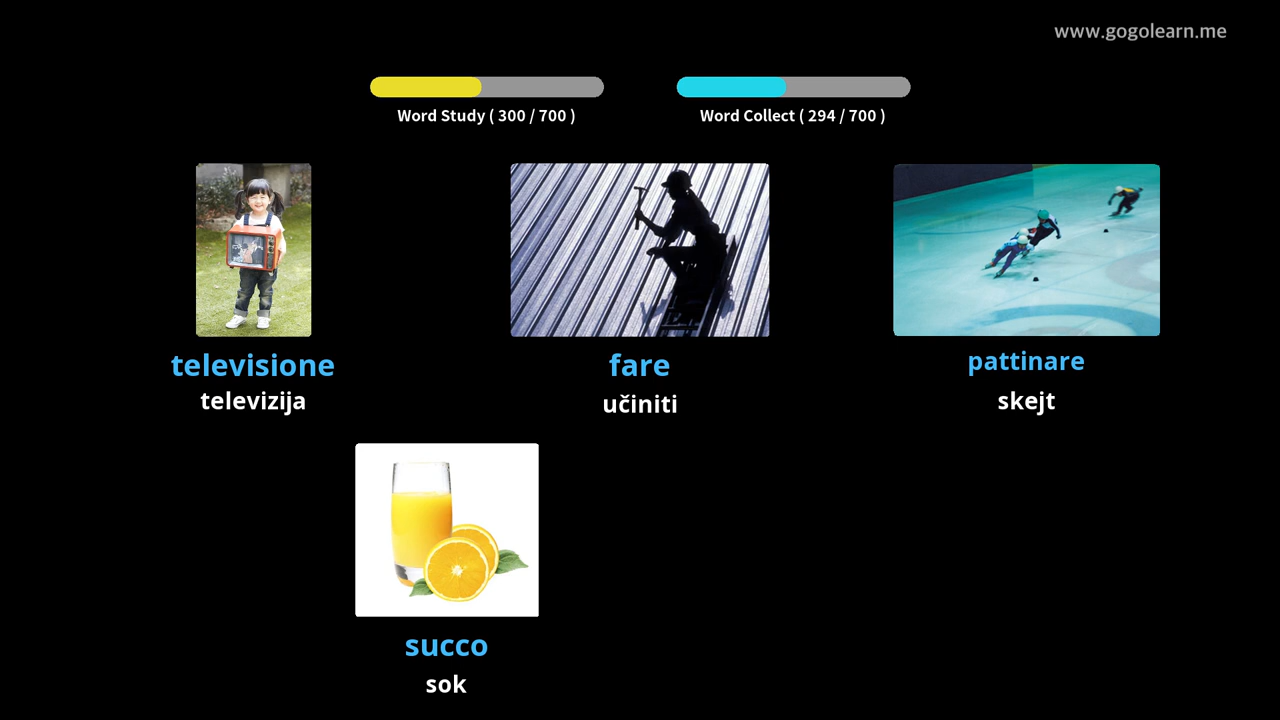 www.gogolearn.me
Word Study ( 300 / 700 )
Word Collect ( 294 / 700 )
televisione
televizija
fare
učiniti
pattinare
skejt
succo
sok